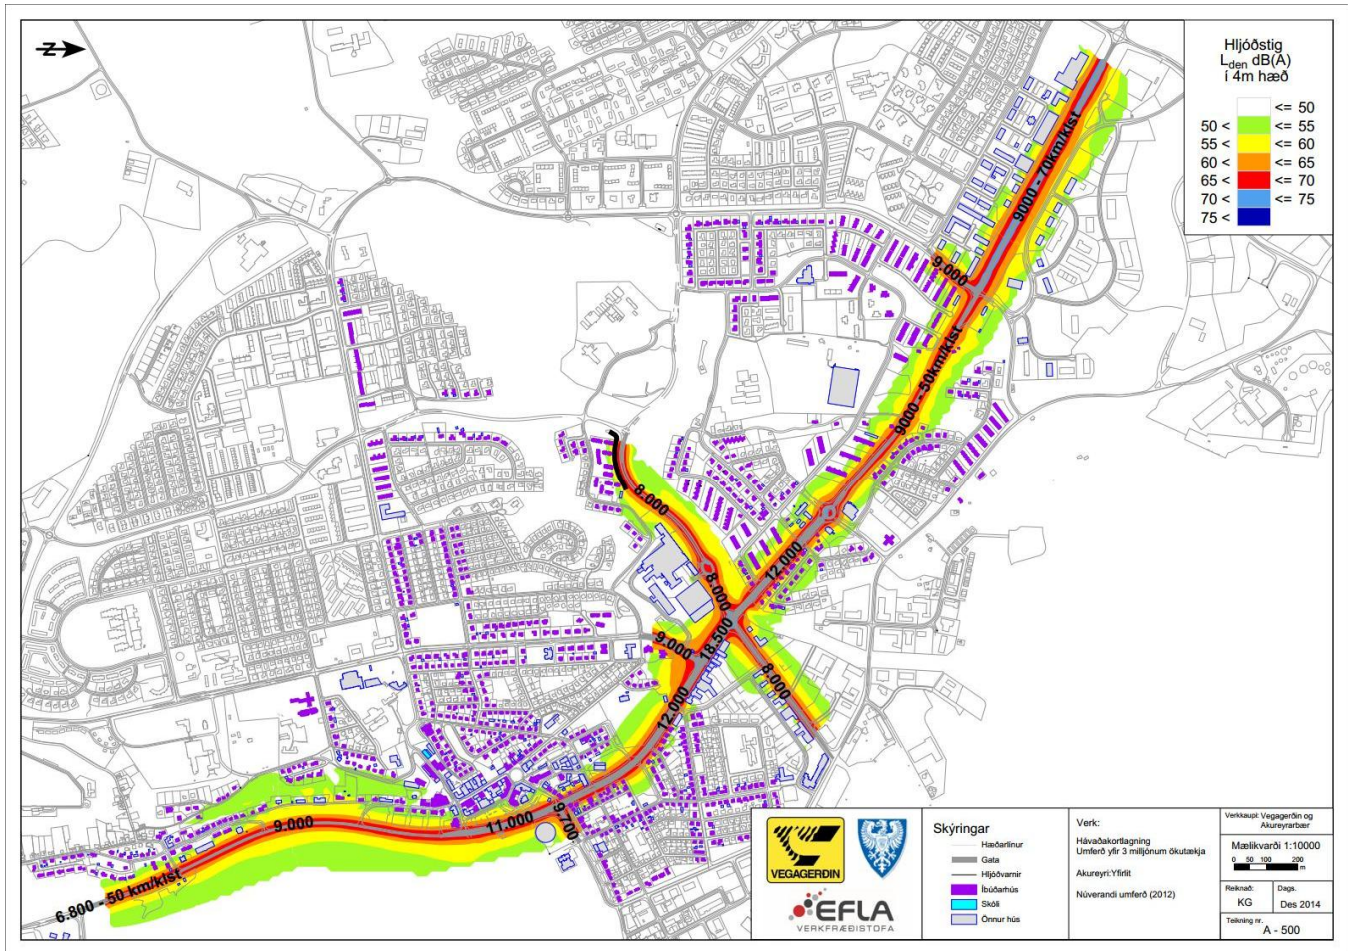 N
Hljóðstig
Lden dB(A)
í 4m hæð
<= 50
50 < <= 55
55 < <= 60
60 < <= 65
65 < <= 70
70 < <= 75
75 <
9000 - 70km/klst
9.000
9000 - 50km/klst
8.000
12.000
8.000
18.500
9.000
8.000
12.000
9.700
11.000
9.000
6.800 - 50 km/klst
VEGAGERÐIN
EFLA
VERKFRÆÐISTOFA
Skýringar
Hæðarlínur
Gata
Hljóðvarnir
Íbúðarhús
Skóli
Önnur hús
Verk:
Hávaðakortlagning
Umferð yfir 3 milljónum ökutækja
Akureyri:Yfirlit
Núverandi umferð (2012)
Verkkaupi: Vegagerðin og
Akureyrarbær
Mælikvarði 1:10000
0 50 100 200
m
Reiknað: Dags.
KG Des 2014
Teikning nr.
A - 500